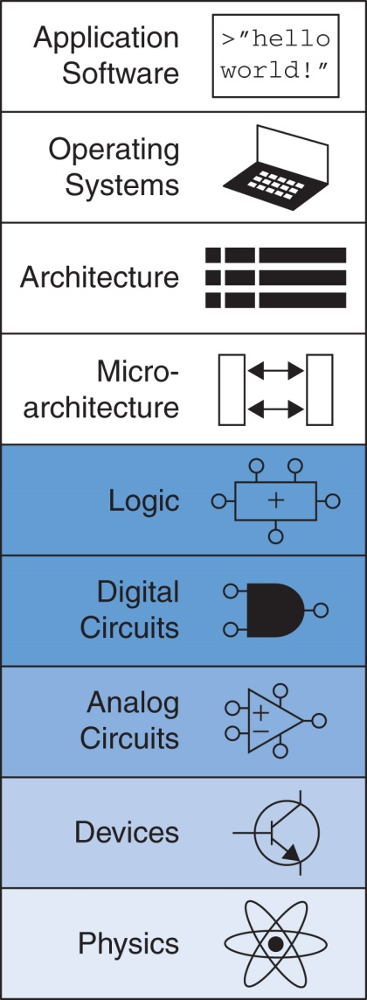 Application
Software
>"hello
world!"
Operating
Systems
Architecture
Micro-
architecture
Logic
+
Digital
Circuits
Analog
Circuits
+
−
Devices
Physics